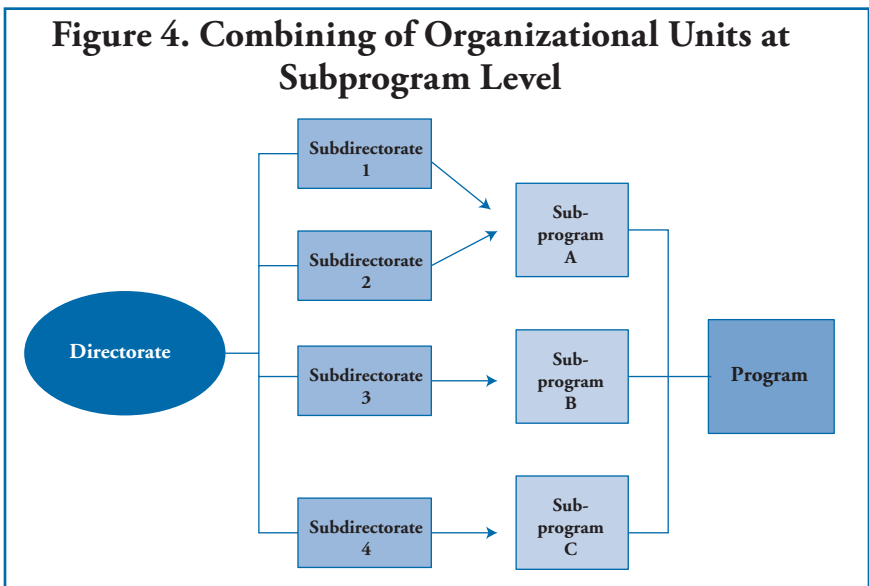 Figure 4. Combining of Organizational Units at
Subprogram Level
Subdirectorate
1
Sub-
program
A
Subdirectorate
2
Directorate
Subdirectorate
3
Sub-
program
B
Program
Subdirectorate
4
Sub-
program
C